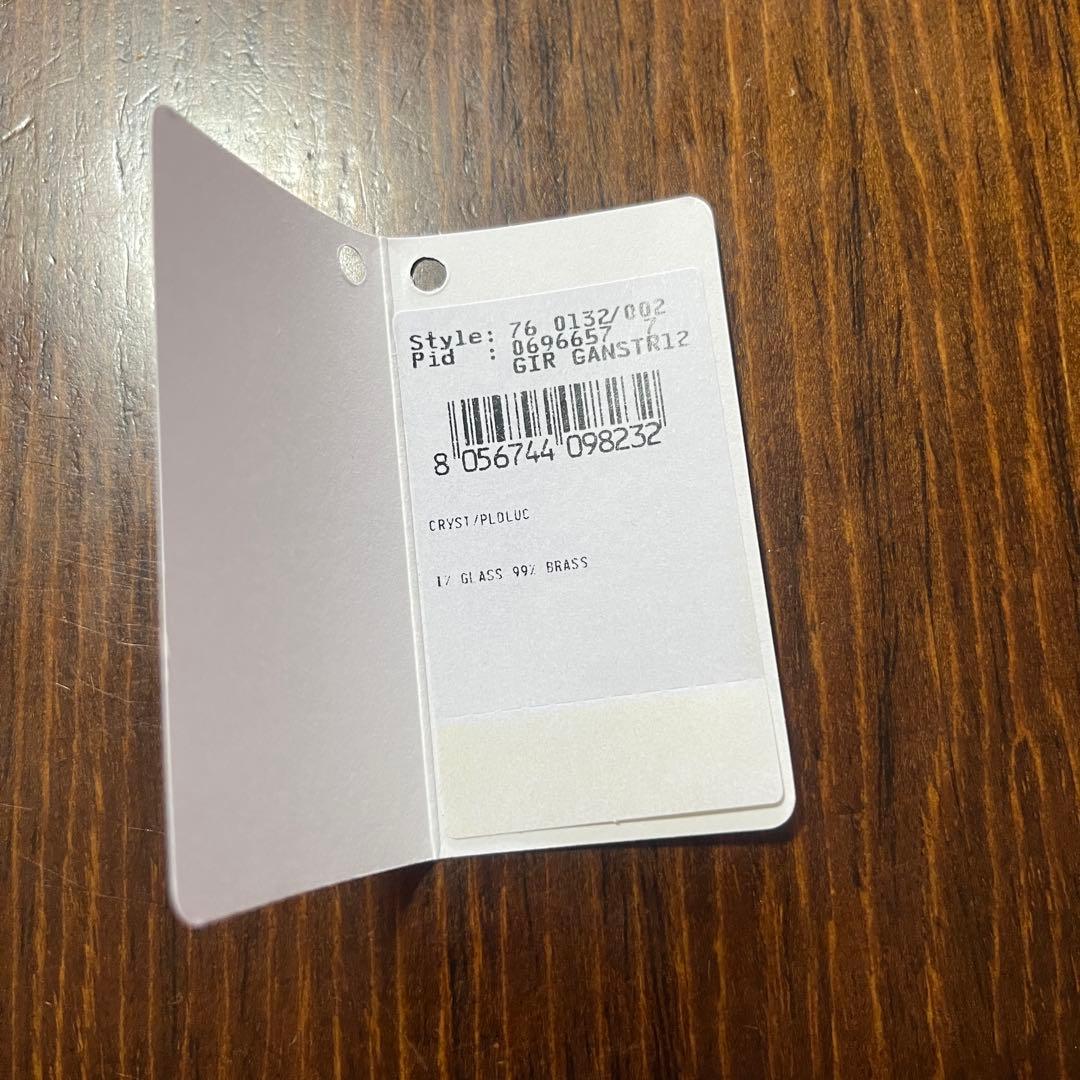 Style: 76 0132/002
Pid : 0696657 7
GIR GANSTR12
8 056744 098232
CRYST/PLDLUC
1% GLASS 99% BRASS